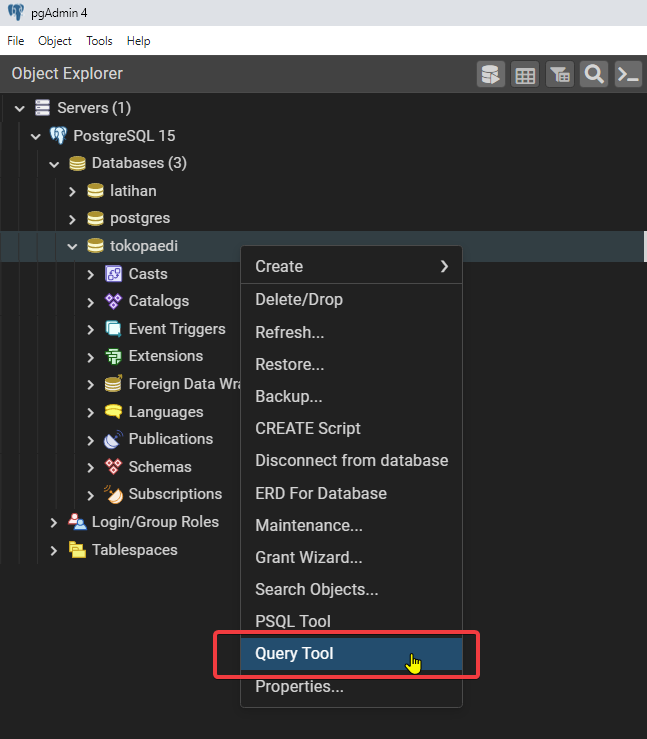 pgAdmin 4
File Object Tools Help
Object Explorer
Servers (1)
PostgreSQL 15
Databases (3)
latihan
postgres
tokopaedi
Casts
Catalogs
Event Triggers
Extensions
Foreign Data Wra
Languages
Publications
Schemas
Subscriptions
Login/Group Roles
Tablespaces
Create
Delete/Drop
Refresh...
Restore...
Backup...
CREATE Script
Disconnect from database
ERD For Database
Maintenance...
Grant Wizard...
Search Objects...
PSQL Tool
Query Tool
Properties...